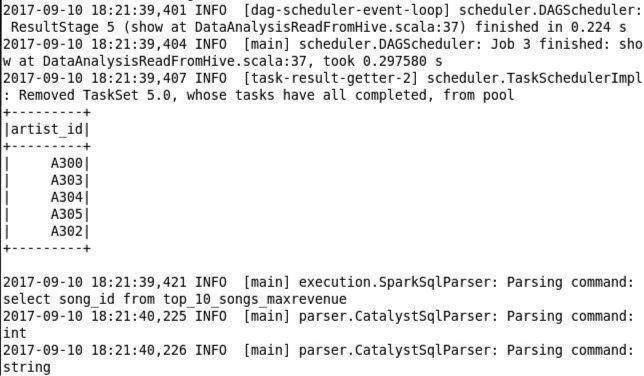 2017-09-10 18:21:39,401 INFO  [dag-scheduler-event-loop] scheduler.DAGScheduler:
 ResultStage 5 (show at DataAnalysisReadFromHive.scala:37) finished in 0.224 s
2017-09-10 18:21:39,404 INFO  [main] scheduler.DAGScheduler: Job 3 finished: sho
w at DataAnalysisReadFromHive.scala:37, took 0.297580 s
2017-09-10 18:21:39,407 INFO  [task-result-getter-2] scheduler.TaskSchedulerImpl
: Removed TaskSet 5.0, whose tasks have all completed, from pool
+---------+
|artist_id|
+---------+
|     A300|
|     A303|
|     A304|
|     A305|
|     A302|
+---------+

2017-09-10 18:21:39,421 INFO  [main] execution.SparkSqlParser: Parsing command:
select song_id from top_10_songs_maxrevenue
2017-09-10 18:21:40,225 INFO  [main] parser.CatalystSqlParser: Parsing command:
int
2017-09-10 18:21:40,226 INFO  [main] parser.CatalystSqlParser: Parsing command:
string